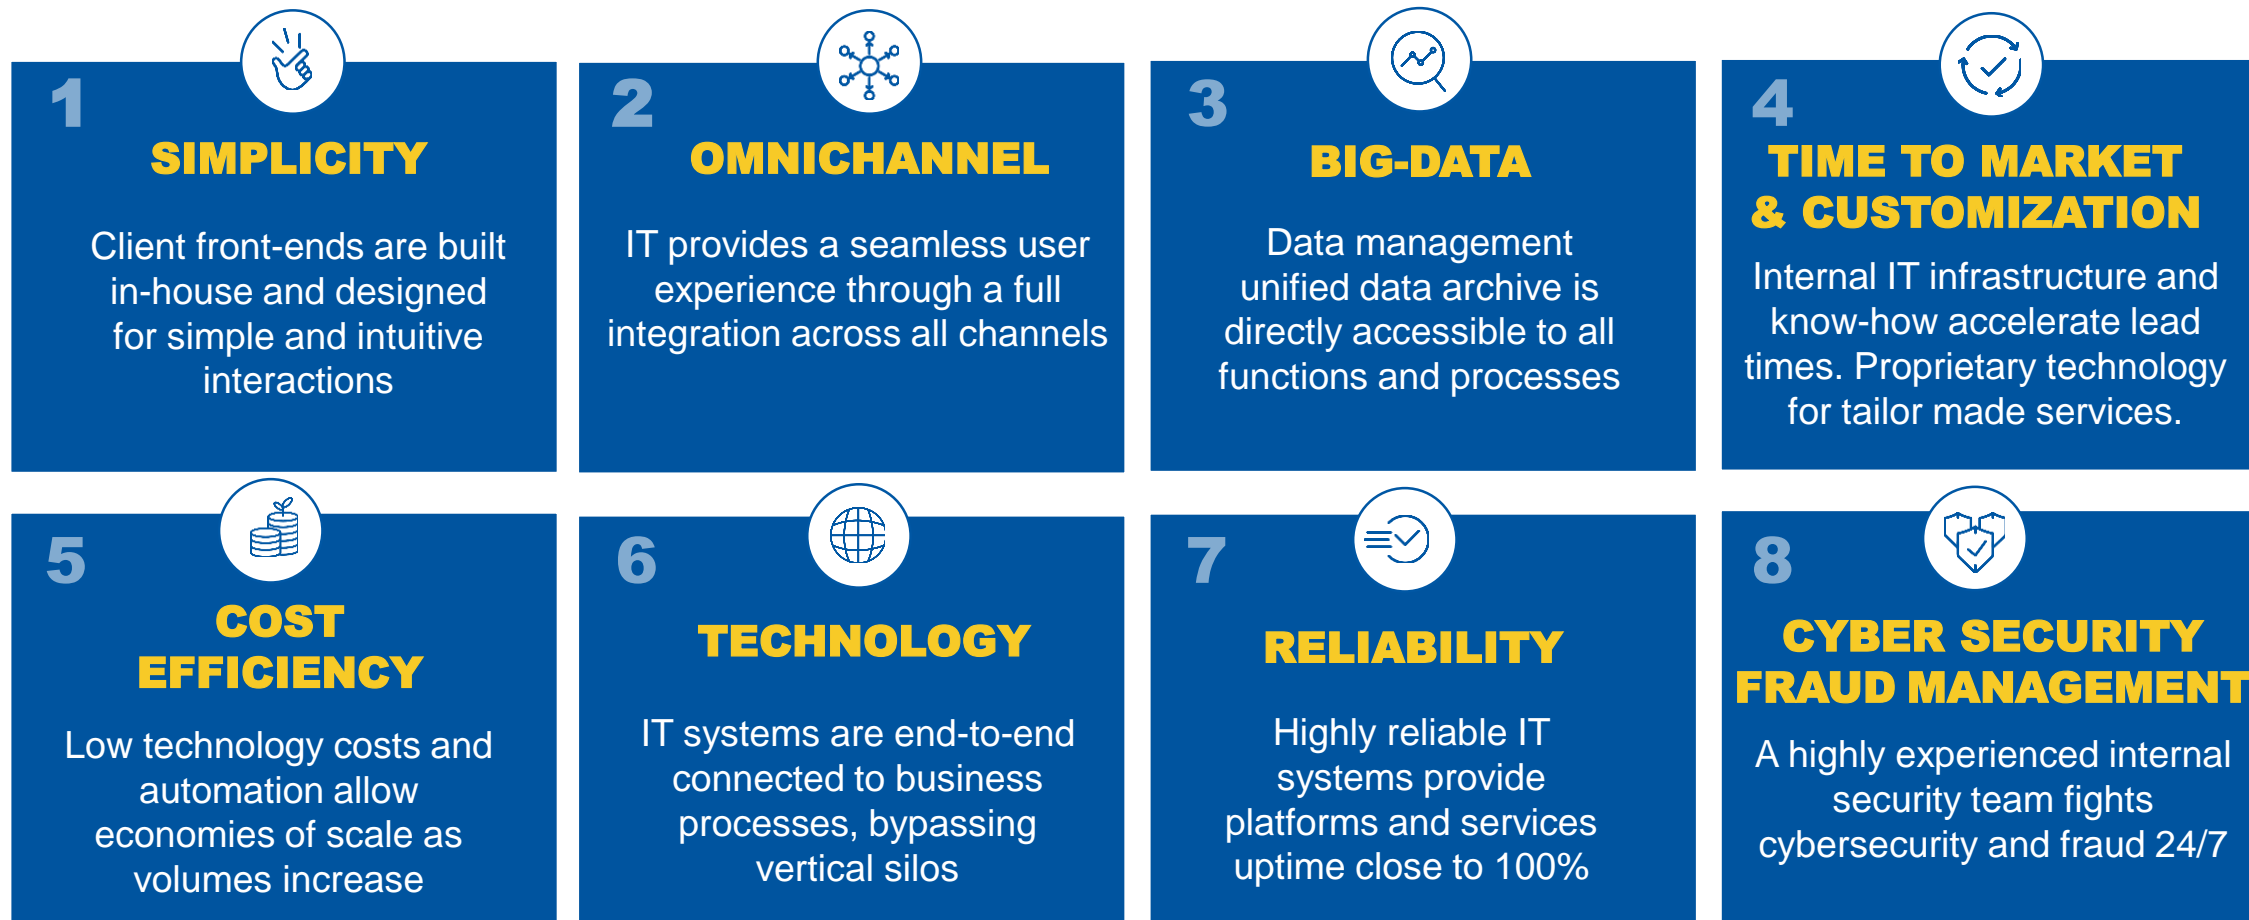 1
SIMPLICITY
Client front-ends are built
in-house and designed
for simple and intuitive
interactions
2
OMNICHANNEL
IT provides a seamless user
experience through a full
integration across all channels
3
BIG-DATA
Data management
unified data archive is
directly accessible to all
functions and processes
4
TIME TO MARKET
& CUSTOMIZATION
Internal IT infrastructure and
know-how accelerate lead
times. Proprietary technology
for tailor made services.
5
COST
EFFICIENCY
Low technology costs and
automation allow
economies of scale as
volumes increase
6
TECHNOLOGY
IT systems are end-to-end
connected to business
processes, bypassing
vertical silos
7
RELIABILITY
Highly reliable IT
systems provide
platforms and services
uptime close to 100%
8
CYBER SECURITY
FRAUD MANAGEMENT
A highly experienced internal
security team fights
cybersecurity and fraud 24/7